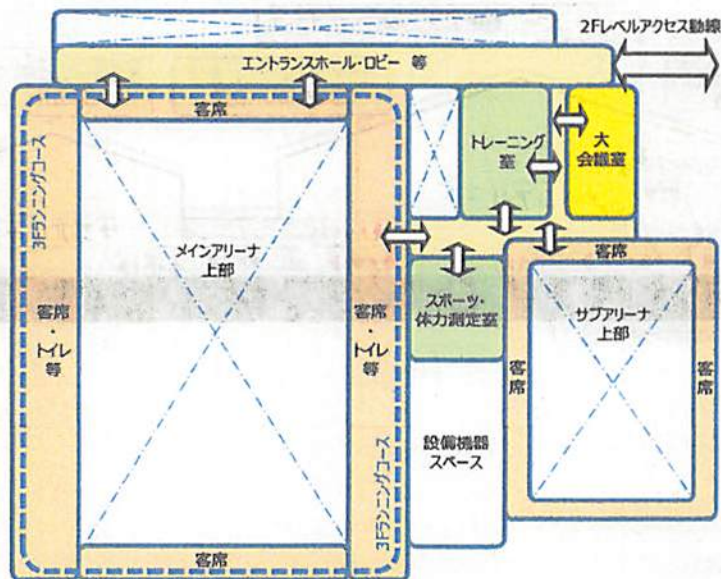 2Fレベルアクセス動線
エントランスホール・ロビー 等
客席
トレーニング
室
大
会議室
3Fランニングコース
メインアリーナ
上部
客席
スポーツ・
体力測定室
サブアリーナ
上部
客席・トイレ
等
客席・トイレ
等
客席
客席
設備機器
スペース
3Fランニングコース
客席